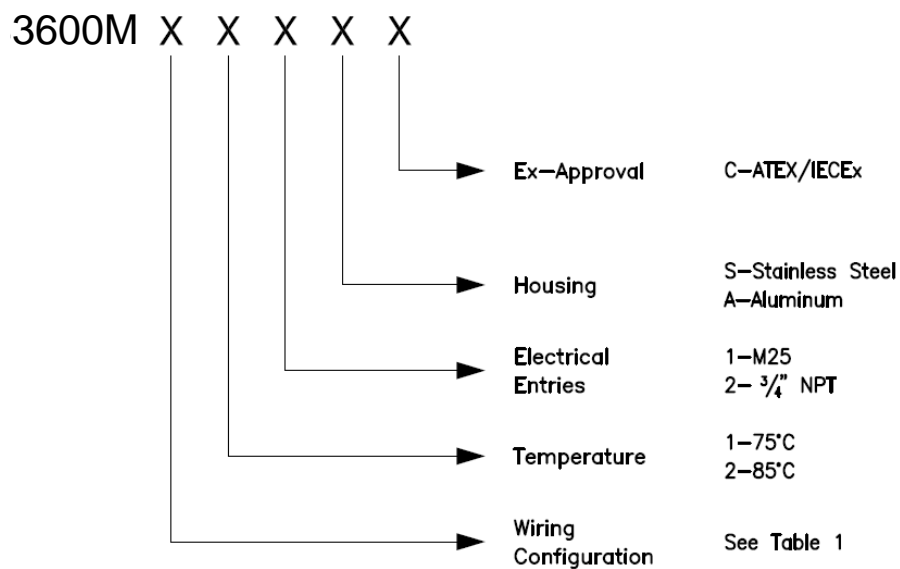 3600M X X X X X
Ex-Approval C-ATEX/IECEx
Housing S-Stainless Steel
A-Aluminum
Electrical Entries 1-M25
2- 3/4" NPT
Temperature 1-75°C
2-85°C
Wiring Configuration See Table 1